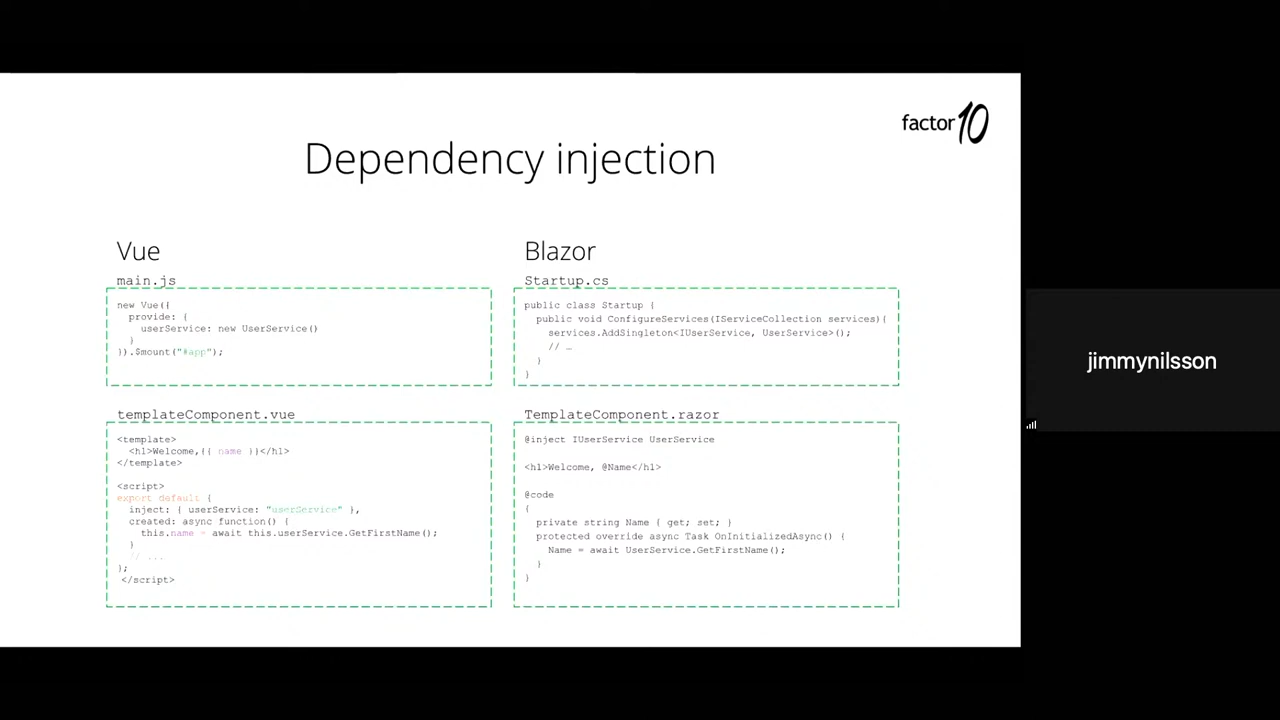 factor10
Dependency injection
Vue
main.js
new Vue({
  provide: {
    userService: new UserService()
  }
}).$mount("#app");
templateComponent.vue
<template>
  <h1>Welcome,{{ name }}</h1>
</template>
<script>
export default {
  inject: { userService: "userService" },
  created: async function() {
    this.name = await this.userService.GetFirstName();
  }
  // ...
};
</script>
Blazor
Startup.cs
public class Startup {
  public void ConfigureServices(IServiceCollection services){
    services.AddSingleton<IUserService, UserService>();
    // …
  }
}
TemplateComponent.razor
@inject IUserService UserService
<h1>Welcome, @Name</h1>
@code
{
  private string Name { get; set; }
  protected override async Task OnInitializedAsync() {
    Name = await UserService.GetFirstName();
  }
}
jimmynilsson